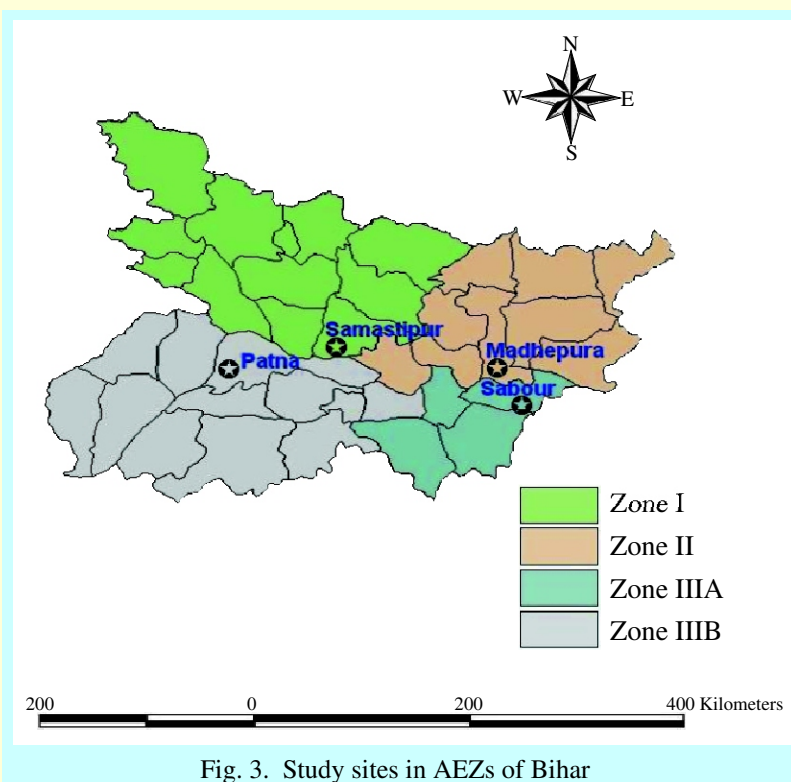 N
W E
S
Samastipur
Patna
Madhepura
Sabour
Zone I
Zone II
Zone IIIA
Zone IIIB
200 0 200 400 Kilometers
Fig. 3. Study sites in AEZs of Bihar